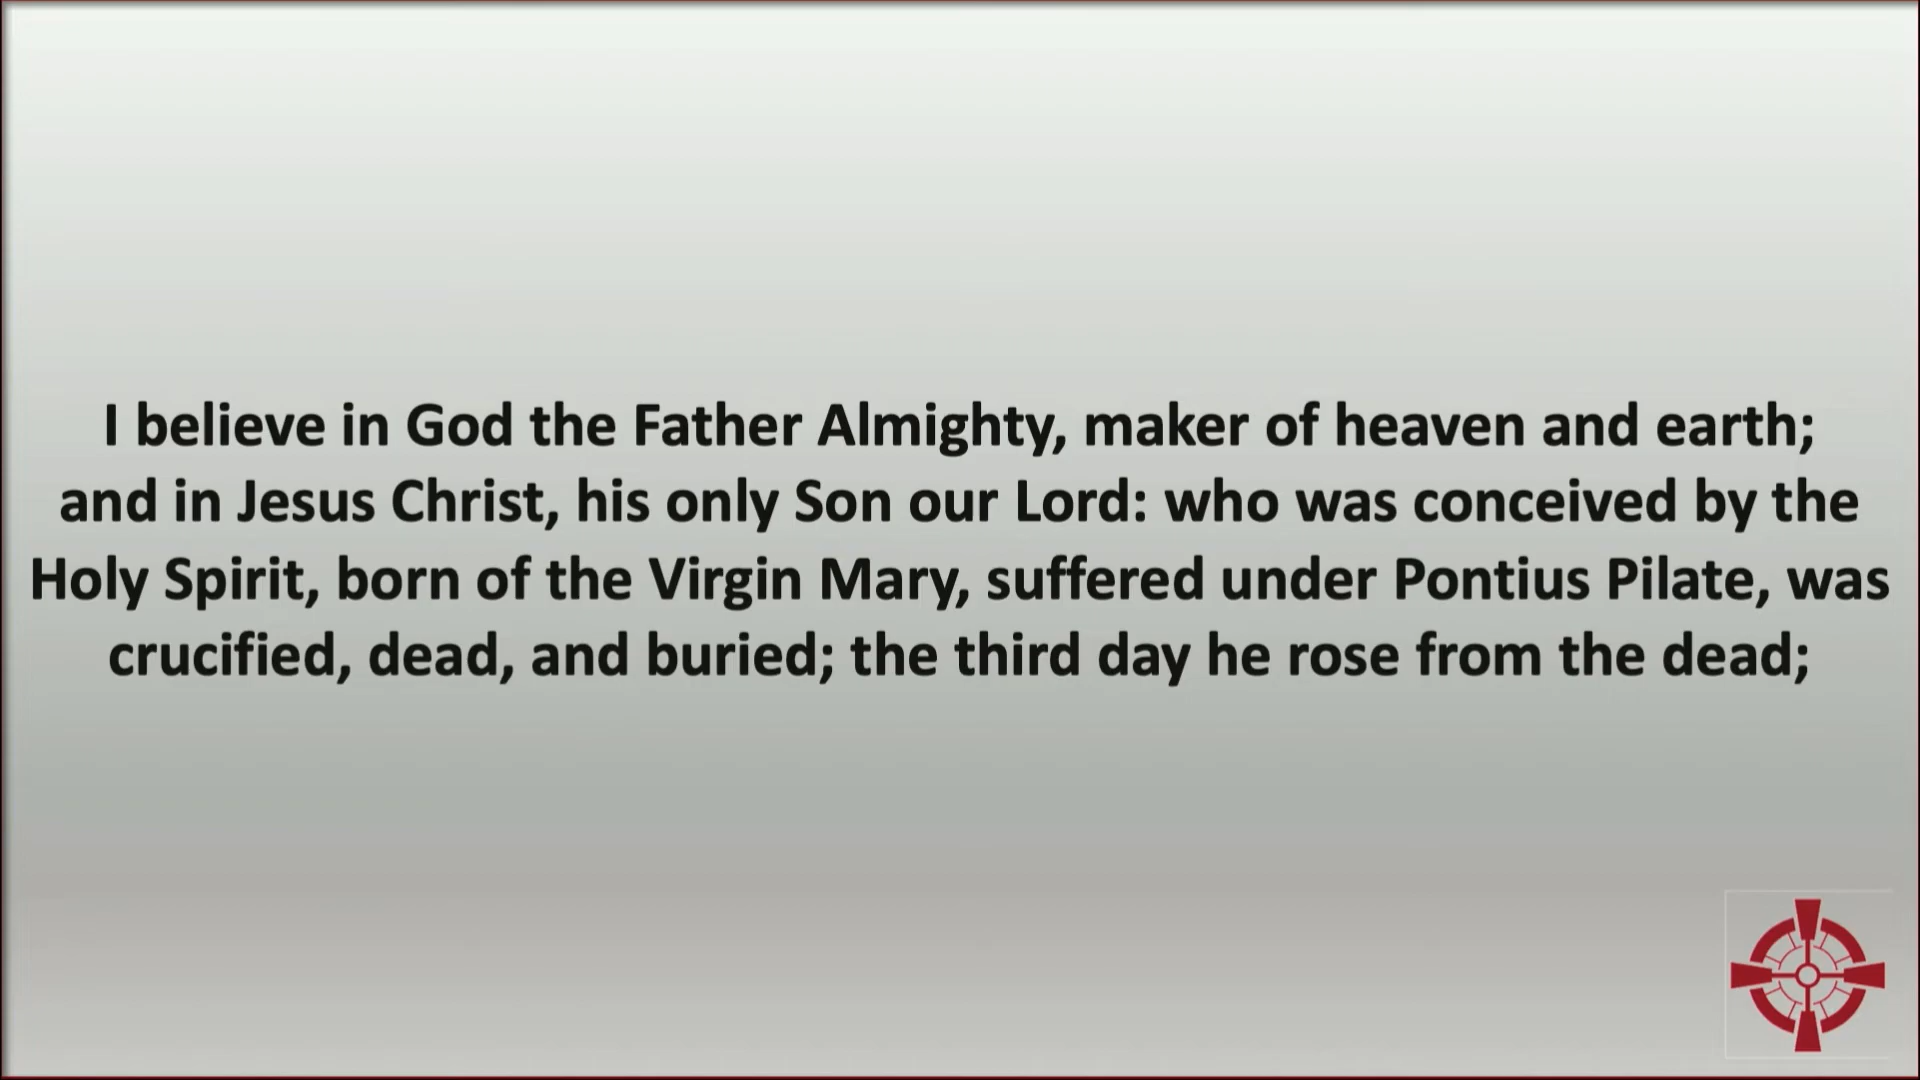 I believe in God the Father Almighty, maker of heaven and earth;
and in Jesus Christ, his only Son our Lord: who was conceived by the
Holy Spirit, born of the Virgin Mary, suffered under Pontius Pilate, was
crucified, dead, and buried; the third day he rose from the dead;